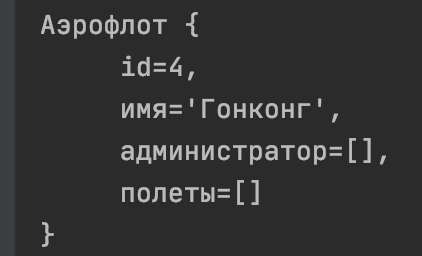 Аэрофлот {
id=4,
имя='Гонконг',
администратор=[],
полеты=[]
}